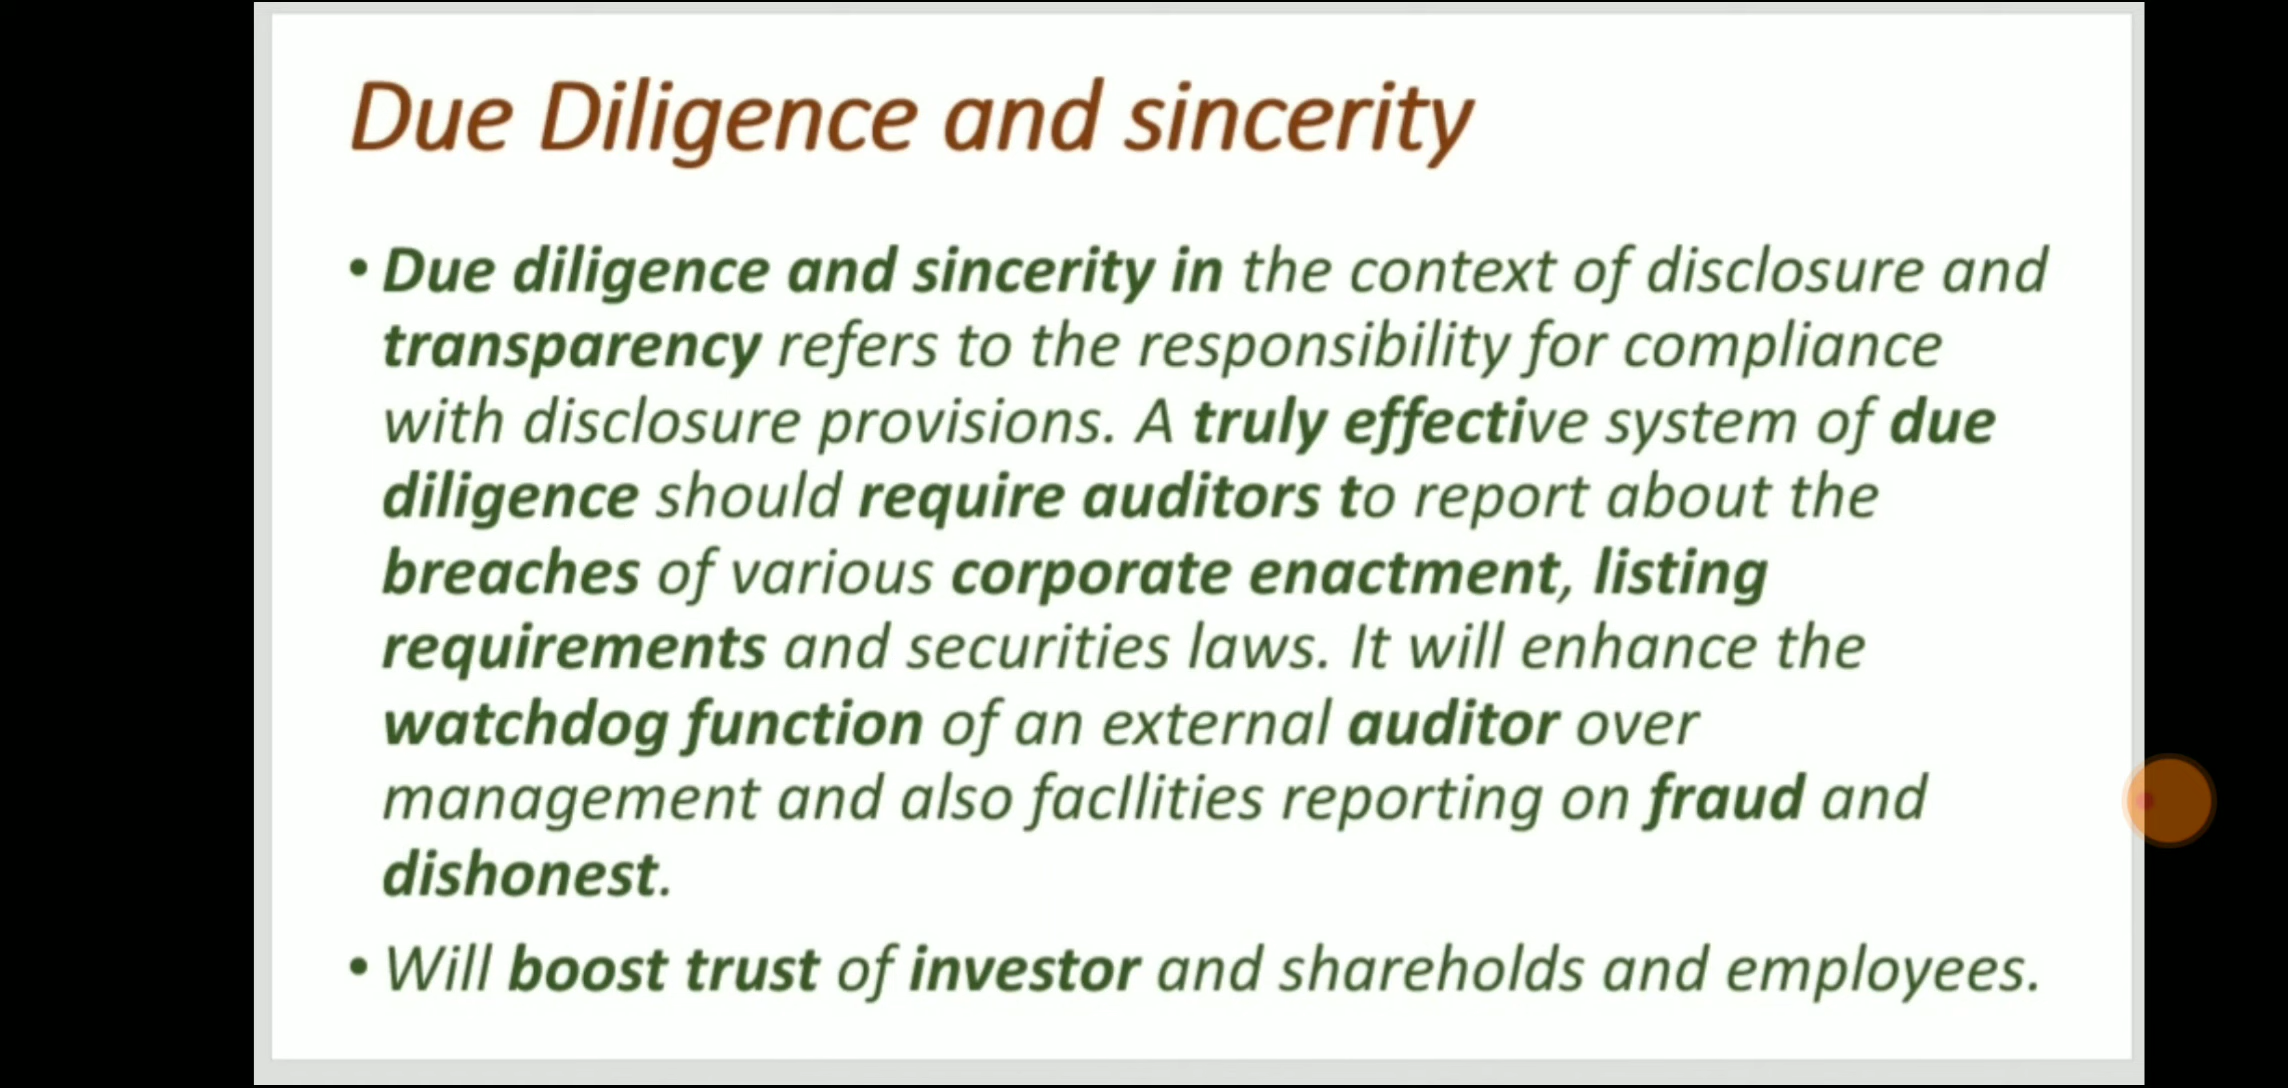 Due Diligence and sincerity
• Due diligence and sincerity in the context of disclosure and
transparency refers to the responsibility for compliance
with disclosure provisions. A truly effective system of due
diligence should require auditors to report about the
breaches of various corporate enactment, listing
requirements and securities laws. It will enhance the
watchdog function of an external auditor over
management and also facIlities reporting on fraud and
dishonest.
• Will boost trust of investor and shareholds and employees.